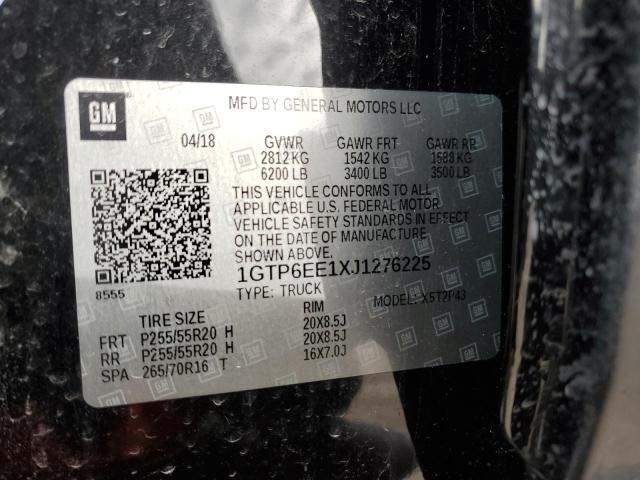 GM
MFD BY GENERAL MOTORS LLC
04/18 GVWR GAWR FRT GAWR RR
2812 KG 1542 KG 1588 KG
6200 LB 3400 LB 3500 LB
THIS VEHICLE CONFORMS TO ALL
APPLICABLE U.S. FEDERAL MOTOR
VEHICLE SAFETY STANDARDS IN EFFECT
ON THE DATE OF MANUFACTURE
SHOWN ABOVE.
8555
1GTP6EE1XJ1276225
TYPE: TRUCK MODEL: X5T2P43
TIRE SIZE RIM
FRT P255/55R20 H 20X8.5J
RR P255/55R20 H 20X8.5J
SPA 265/70R16 T 16X7.0J